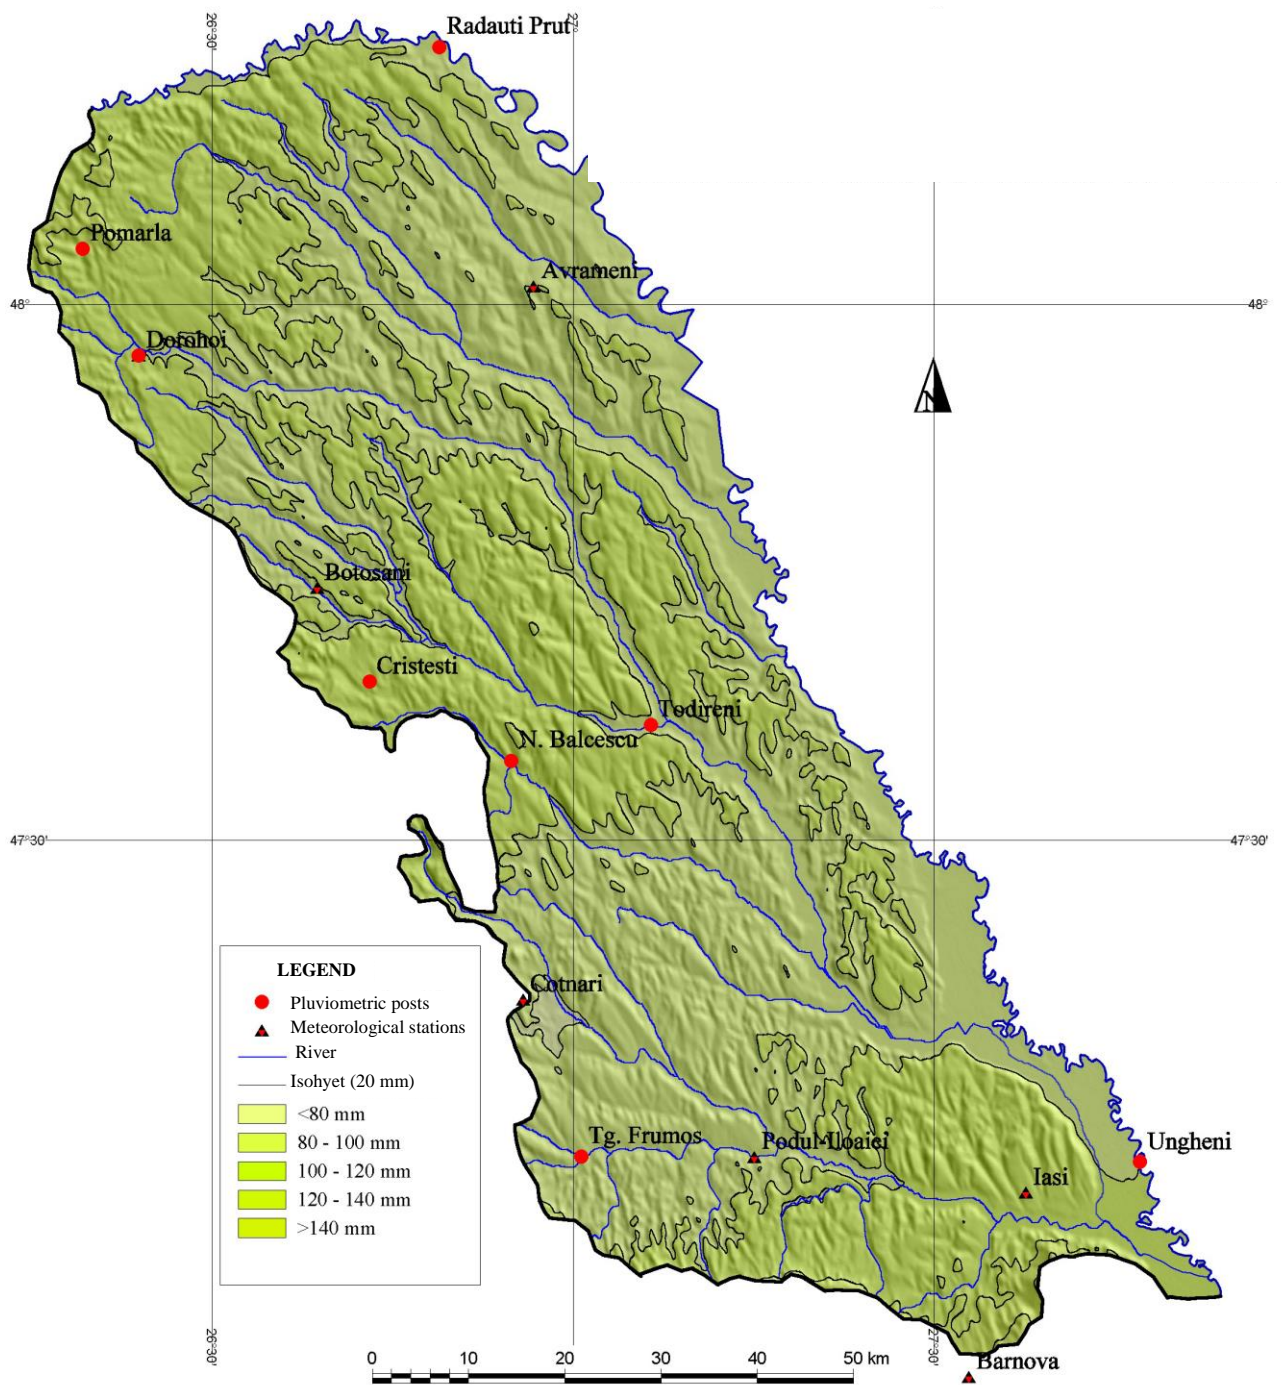 26°30'
27°
Radauti Prut
Pomarla
Avrameni
48°
48°
Dorohoi
N
Botosani
Cristesti
Todireni
N. Balcescu
47°30'
47°30'
LEGEND
Pluviometric posts
Meteorological stations
River
Isohyet (20 mm)
<80 mm
80 - 100 mm
100 - 120 mm
120 - 140 mm
>140 mm
Cotnari
Tg. Frumos
Podul-Iloaiei
Ungheni
Iasi
26°30'
27°30'
0 10 20 30 40 50 km
Barnova